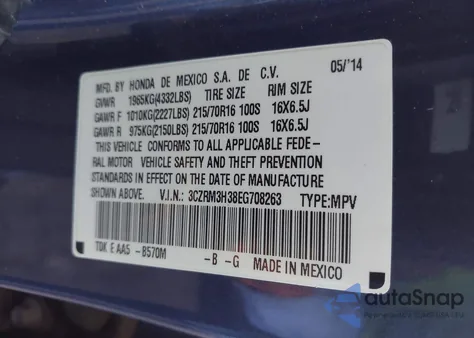 MFD. BY HONDA DE MEXICO S.A. DE C.V. 05/'14
GVWR 1965KG(4332LBS) TIRE SIZE RIM SIZE
GAWR F 1010KG(2227LBS) 215/70R16 100S 16X6.5J
GAWR R 975KG(2150LBS) 215/70R16 100S 16X6.5J
THIS VEHICLE CONFORMS TO ALL APPLICABLE FEDE-
RAL MOTOR VEHICLE SAFETY AND THEFT PREVENTION
STANDARDS IN EFFECT ON THE DATE OF MANUFACTURE
SHOWN ABOVE. V.I.N.: 3CZRM3H38EG708263 TYPE:MPV
TDK E AA5 -B570M -B -G MADE IN MEXICO
autoSnap